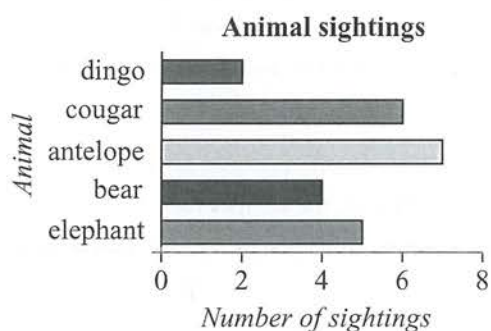 Animal sightings
Animal
dingo
cougar
antelope
bear
elephant
0 2 4 6 8
Number of sightings